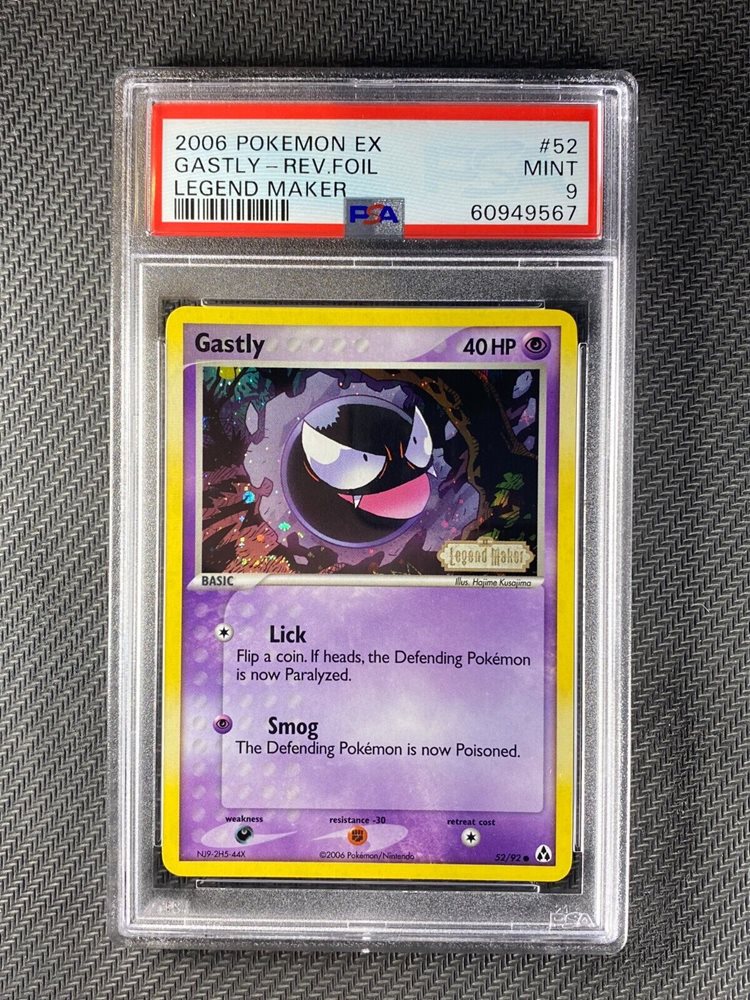 2006 POKEMON EX #52
GASTLY - REV.FOIL MINT
LEGEND MAKER 9
PSA 60949567
Gastly 40 HP
Legend Maker
BASIC Illus. Hajime Kusajima
Lick
Flip a coin. If heads, the Defending Pokémon
is now Paralyzed.
Smog
The Defending Pokémon is now Poisoned.
weakness resistance -30 retreat cost
NJ9-2H5-44X ©2006 Pokémon/Nintendo 52/92 ●
PSA